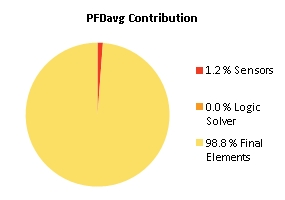 PFDavg Contribution
1.2 % Sensors
0.0 % Logic
Solver
98.8 % Final
Elements